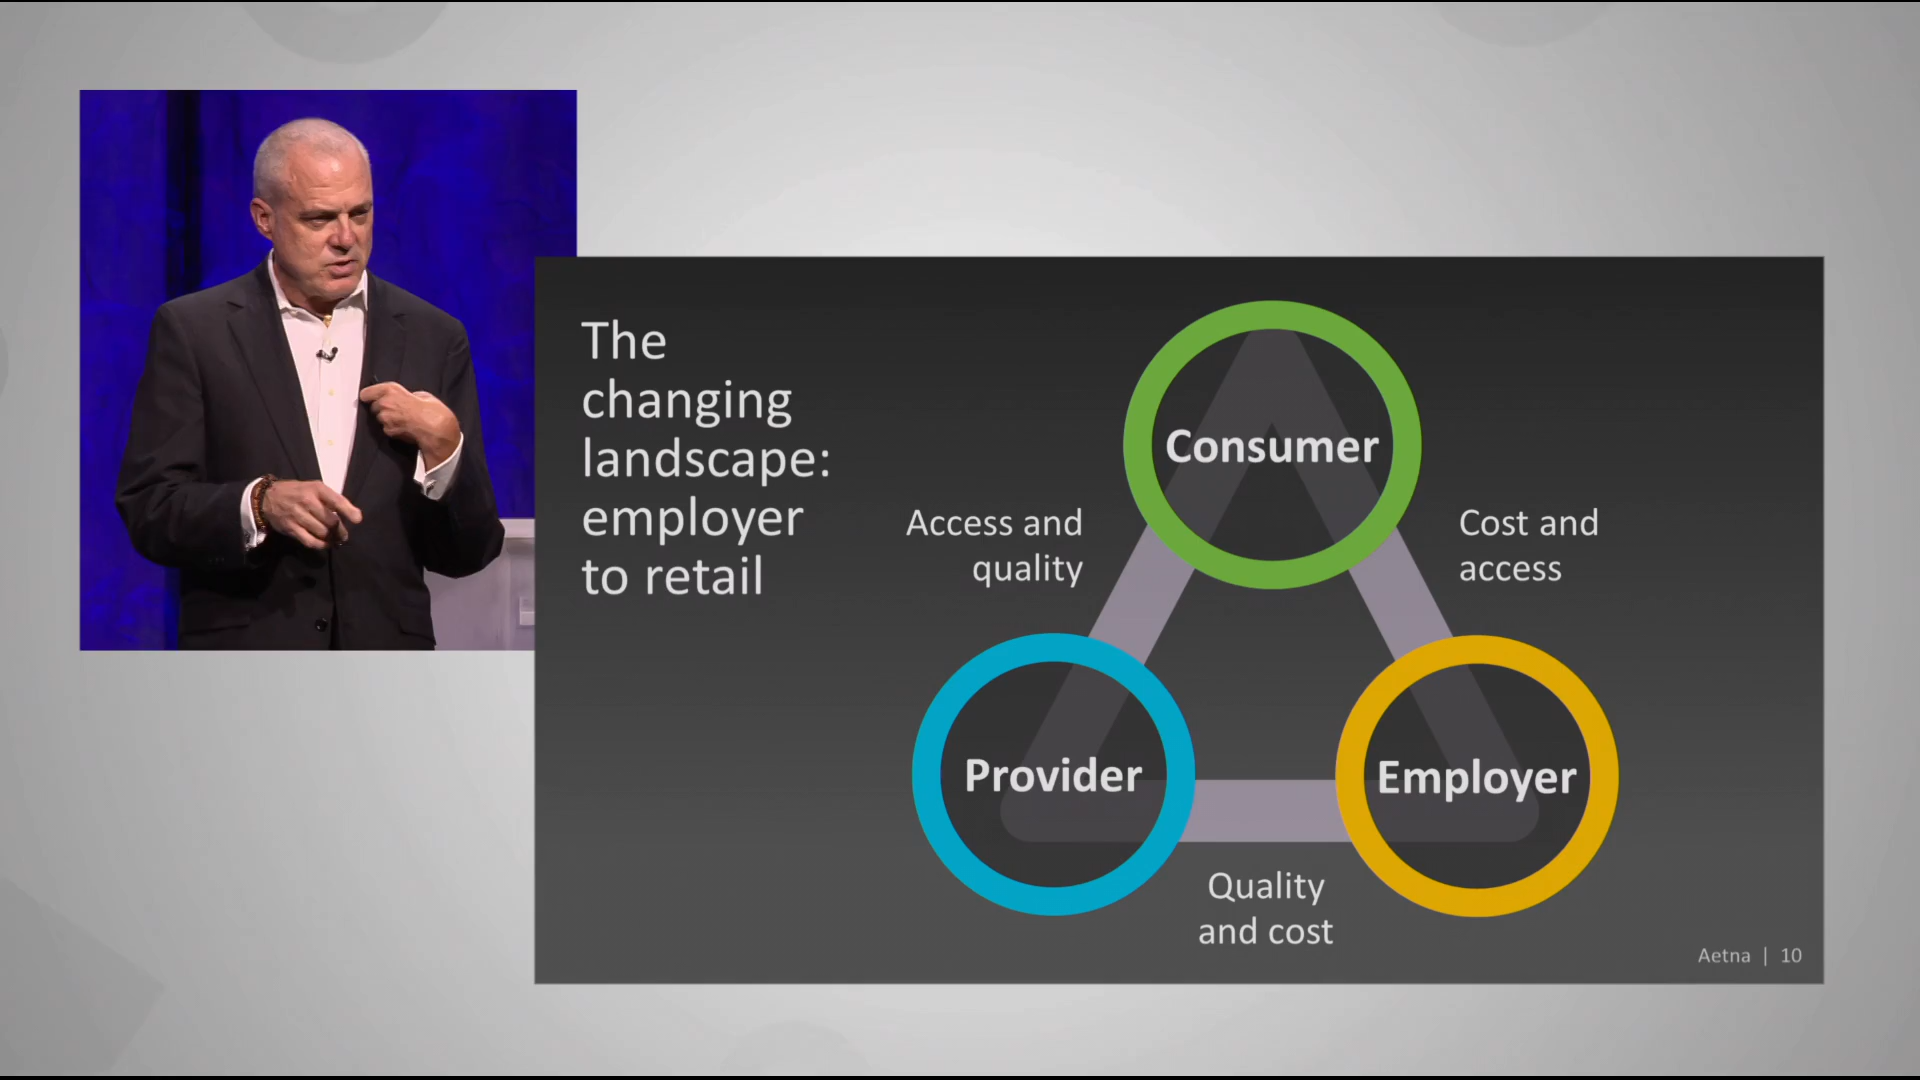 The
changing
landscape:
employer
to retail
Consumer
Access and
quality
Cost and
access
Provider
Employer
Quality
and cost
Aetna | 10